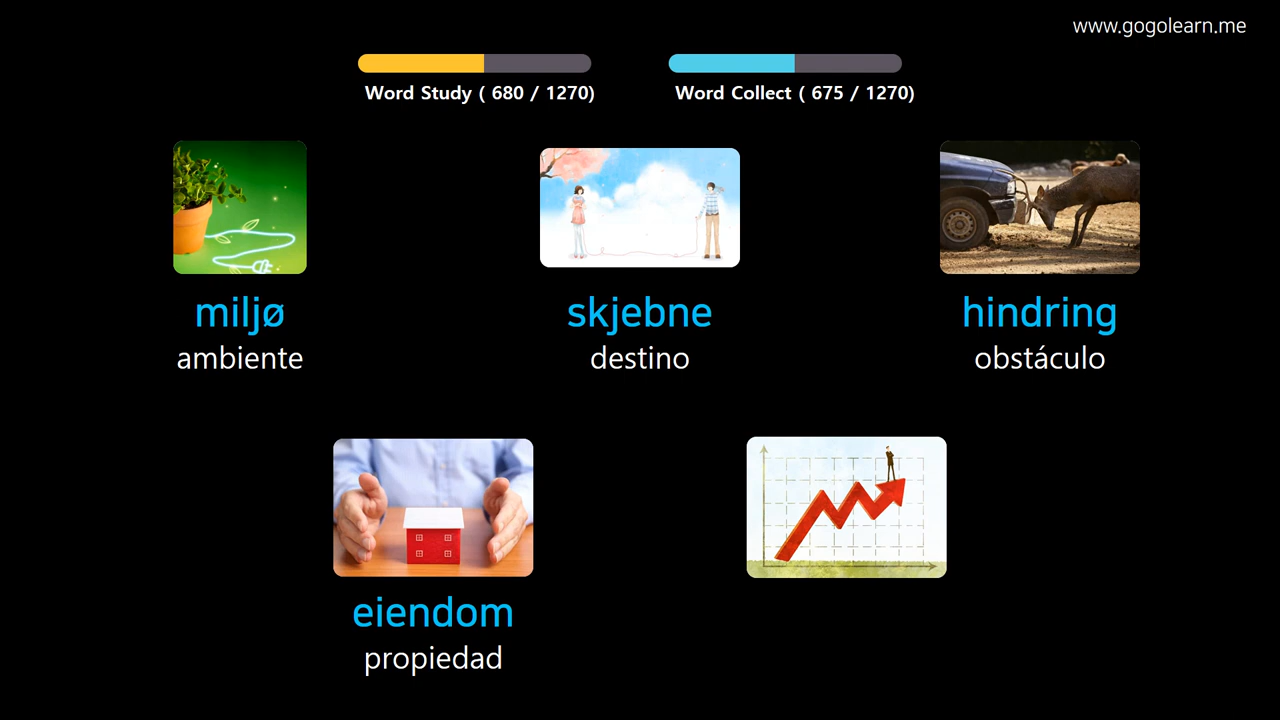 www.gogolearn.me
Word Study ( 680 / 1270)
Word Collect ( 675 / 1270)
miljø
ambiente
skjebne
destino
hindring
obstáculo
eiendom
propiedad